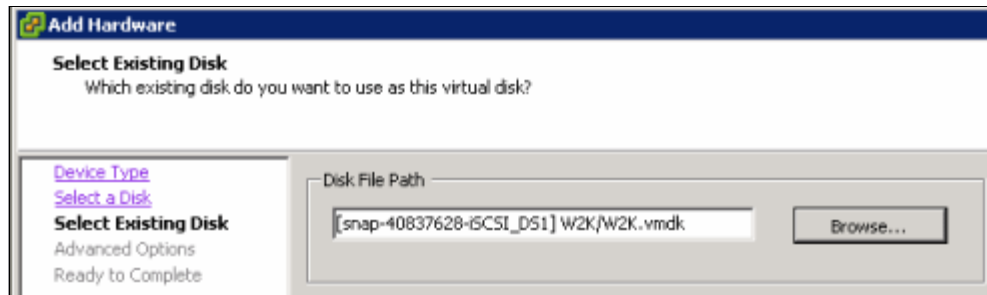 Add Hardware
Select Existing Disk
Which existing disk do you want to use as this virtual disk?
Device Type
Select a Disk
Select Existing Disk
Advanced Options
Ready to Complete
Disk File Path
[snap-40837628-iSCSI_DS1] W2K/W2K.vmdk
Browse...